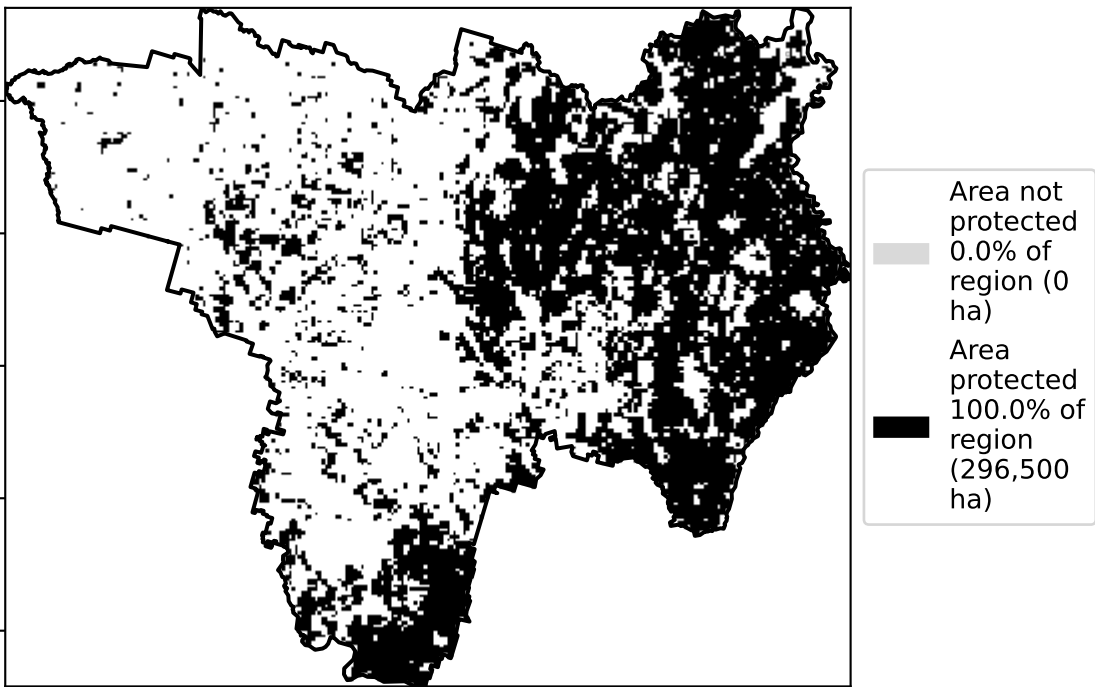 Area not
protected
0.0% of
region (0
ha)
Area
protected
100.0% of
region
(296,500
ha)